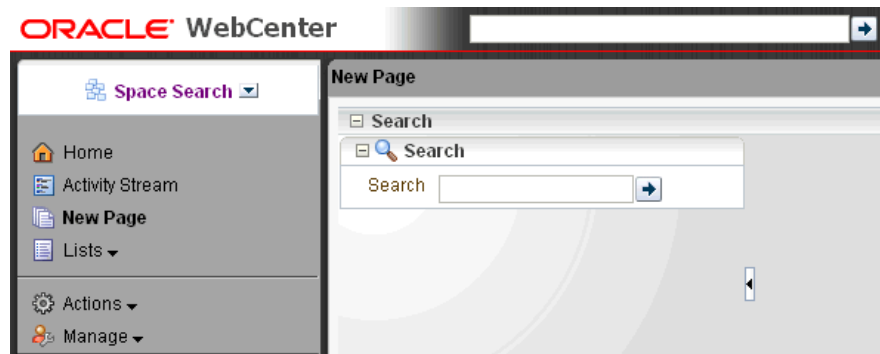 ORACLE WebCenter
Space Search
Home
Activity Stream
New Page
Lists
Actions
Manage
New Page
Search
Search
Search